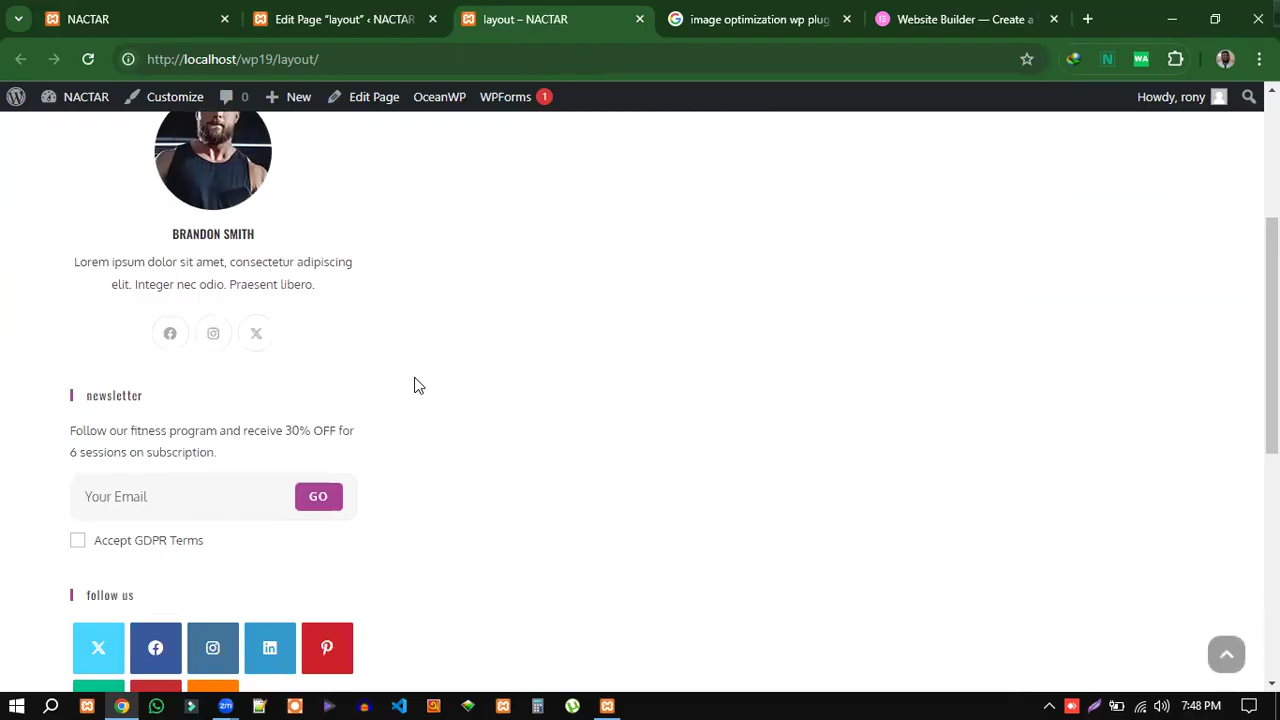 NACTAR
Edit Page “layout” ‹ NACTAR
layout – NACTAR
image optimization wp plug
Website Builder — Create a
http://localhost/wp19/layout/
NACTAR
Customize
0
New
Edit Page
OceanWP
WPForms
1
Howdy, rony
BRANDON SMITH
Lorem ipsum dolor sit amet, consectetur adipiscing
elit. Integer nec odio. Praesent libero.
newsletter
Follow our fitness program and receive 30% OFF for
6 sessions on subscription.
Your Email
GO
Accept GDPR Terms
follow us
7:48 PM